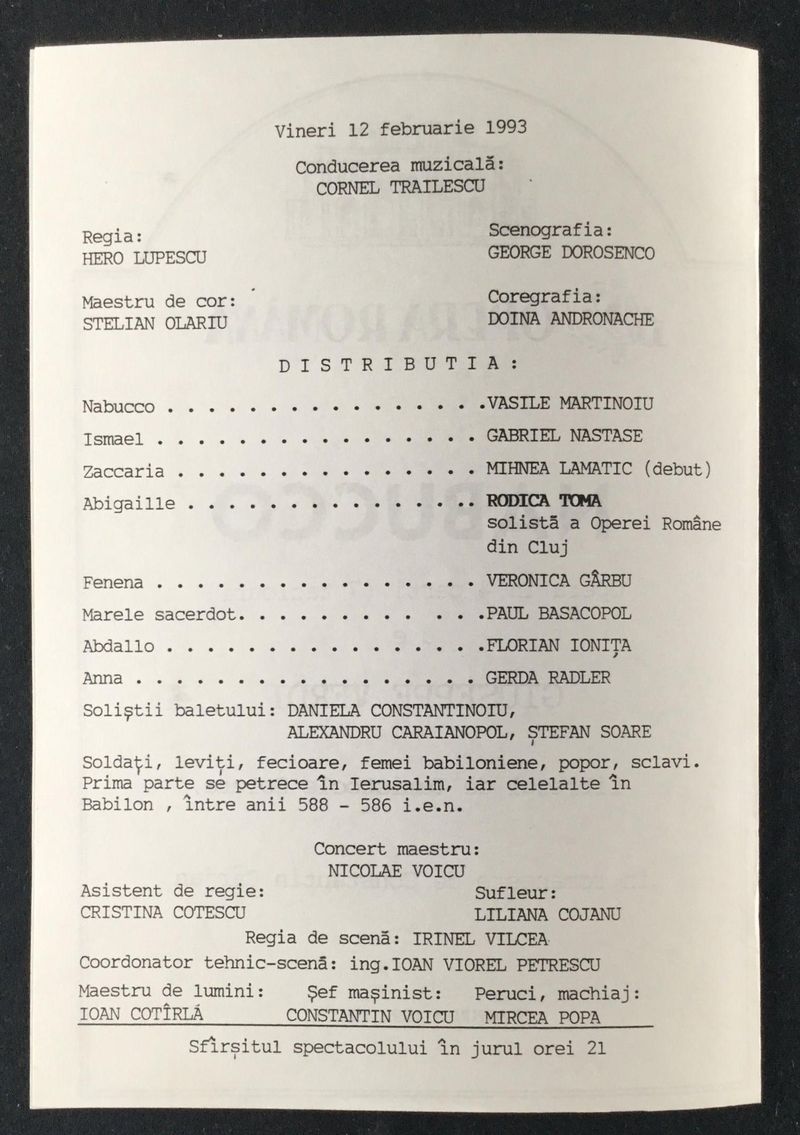 Vineri 12 februarie 1993
Conducerea muzicală:
CORNEL TRAILESCU
Regia:
HERO LUPESCU
Scenografia:
GEORGE DOROSENCO
Maestru de cor:
STELIAN OLARIU
Coregrafia:
DOINA ANDRONACHE
D I S T R I B U T I A :
Nabucco . . . . . . . . . . . . . . . .VASILE MARTINOIU
Ismael . . . . . . . . . . . . . . . . GABRIEL NASTASE
Zaccaria . . . . . . . . . . . . . . . MIHNEA LAMATIC (debut)
Abigaille . . . . . . . . . . . . . .. RODICA TOMA
solistă a Operei Române
din Cluj
Fenena . . . . . . . . . . . . . . . . VERONICA GÂRBU
Marele sacerdot. . . . . . . . . . . .PAUL BASACOPOL
Abdallo . . . . . . . . . . . . . . . .FLORIAN IONIȚA
Anna . . . . . . . . . . . . . . . . . GERDA RADLER
Soliștii baletului: DANIELA CONSTANTINOIU,
ALEXANDRU CARAIANOPOL, ȘTEFAN SOARE
Soldați, leviți, fecioare, femei babiloniene, popor, sclavi.
Prima parte se petrece în Ierusalim, iar celelalte în
Babilon , între anii 588 - 586 i.e.n.
Concert maestru:
NICOLAE VOICU
Asistent de regie:
CRISTINA COTESCU
Sufleur:
LILIANA COJANU
Regia de scenă: IRINEL VILCEA
Coordonator tehnic-scenă: ing.IOAN VIOREL PETRESCU
Maestru de lumini: Șef mașinist: Peruci, machiaj:
IOAN COTÎRLĂ CONSTANTIN VOICU MIRCEA POPA
Sfîrșitul spectacolului în jurul orei 21